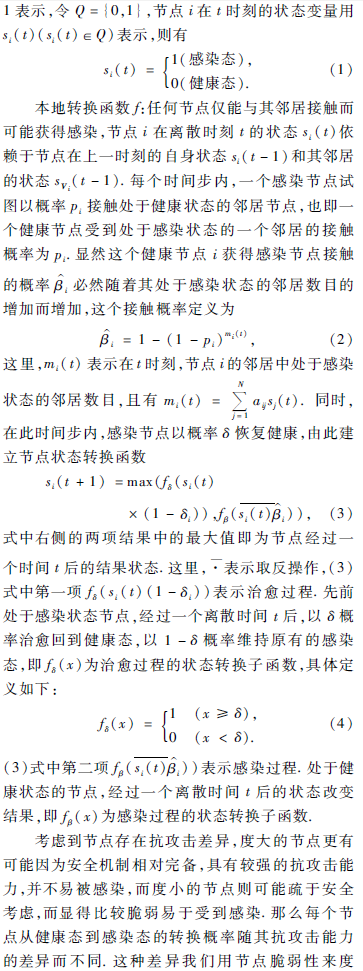 1 表示,令 Q = {0,1},节点 i 在 t 时刻的状态变量用
s_i(t)(s_i(t) ∈ Q)表示,则有
s_i(t) = { 1(感染态), 0(健康态). (1)
本地转换函数 f:任何节点仅能与其邻居接触而
可能获得感染,节点 i 在离散时刻 t 的状态 s_i(t)依
赖于节点在上一时刻的自身状态 s_i(t − 1)和其邻居
的状态 s_{V_i}(t − 1). 每个时间步内,一个感染节点试
图以概率 p_i 接触处于健康状态的邻居节点,也即一
个健康节点受到处于感染状态的一个邻居的接触
概率为 p_i. 显然这个健康节点 i 获得感染节点接触
的概率 β̂_i 必然随着其处于感染状态的邻居数目的
增加而增加,这个接触概率定义为
β̂_i = 1 − (1 − p_i)^{m_i(t)}, (2)
这里,m_i(t) 表示在 t 时刻,节点 i 的邻居中处于感染
状态的邻居数目,且有 m_i(t) = ∑_{j=1}^{N} a_{ij}s_j(t). 同时,
在此时间步内,感染节点以概率 δ 恢复健康,由此建
立节点状态转换函数
s_i(t + 1) = max(f_δ(s_i(t)
× (1 − δ_i)),f_β(\overline{s_i(t)}β̂_i)), (3)
式中右侧的两项结果中的最大值即为节点经过一
个时间 t 后的结果状态. 这里,\overline{·} 表示取反操作,(3)
式中第一项 f_δ(s_i(t)(1 − δ_i))表示治愈过程. 先前
处于感染状态节点,经过一个离散时间 t 后,以 δ 概
率治愈回到健康态,以 1 − δ 概率维持原有的感染
态,即 f_δ(x)为治愈过程的状态转换子函数,具体定
义如下:
f_δ(x) = { 1 (x ≥ δ), 0 (x < δ). (4)
(3)式中第二项 f_β(\overline{s_i(t)}β̂_i))表示感染过程. 处于健
康状态的节点,经过一个离散时间 t 后的状态改变
结果,即 f_β(x)为感染过程的状态转换子函数.
考虑到节点存在抗攻击差异,度大的节点更有
可能因为安全机制相对完备,具有较强的抗攻击能
力,并不易被感染,而度小的节点则可能疏于安全
考虑,而显得比较脆弱易于受到感染. 那么每个节
点从健康态到感染态的转换概率随其抗攻击能力
的差异而不同. 这种差异我们用节点脆弱性来度